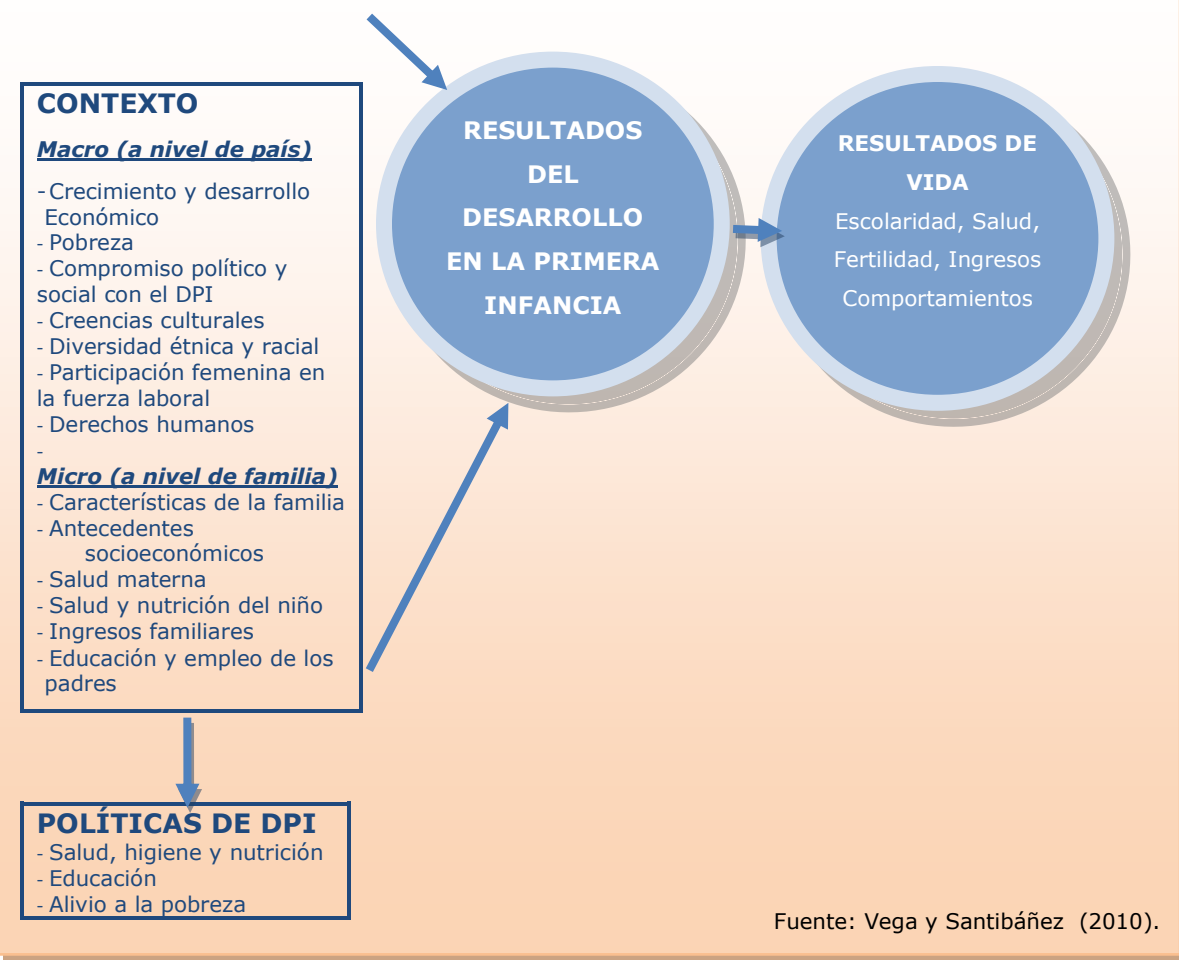 CONTEXTO
Macro (a nivel de país)
- Crecimiento y desarrollo
Económico
- Pobreza
- Compromiso político y
social con el DPI
- Creencias culturales
- Diversidad étnica y racial
- Participación femenina en
la fuerza laboral
- Derechos humanos
-
Micro (a nivel de familia)
- Características de la familia
- Antecedentes
socioeconómicos
- Salud materna
- Salud y nutrición del niño
- Ingresos familiares
- Educación y empleo de los
padres
POLÍTICAS DE DPI
- Salud, higiene y nutrición
- Educación
- Alivio a la pobreza
RESULTADOS
DEL
DESARROLLO
EN LA PRIMERA
INFANCIA
RESULTADOS DE
VIDA
Escolaridad, Salud,
Fertilidad, Ingresos
Comportamientos
Fuente: Vega y Santibáñez (2010).